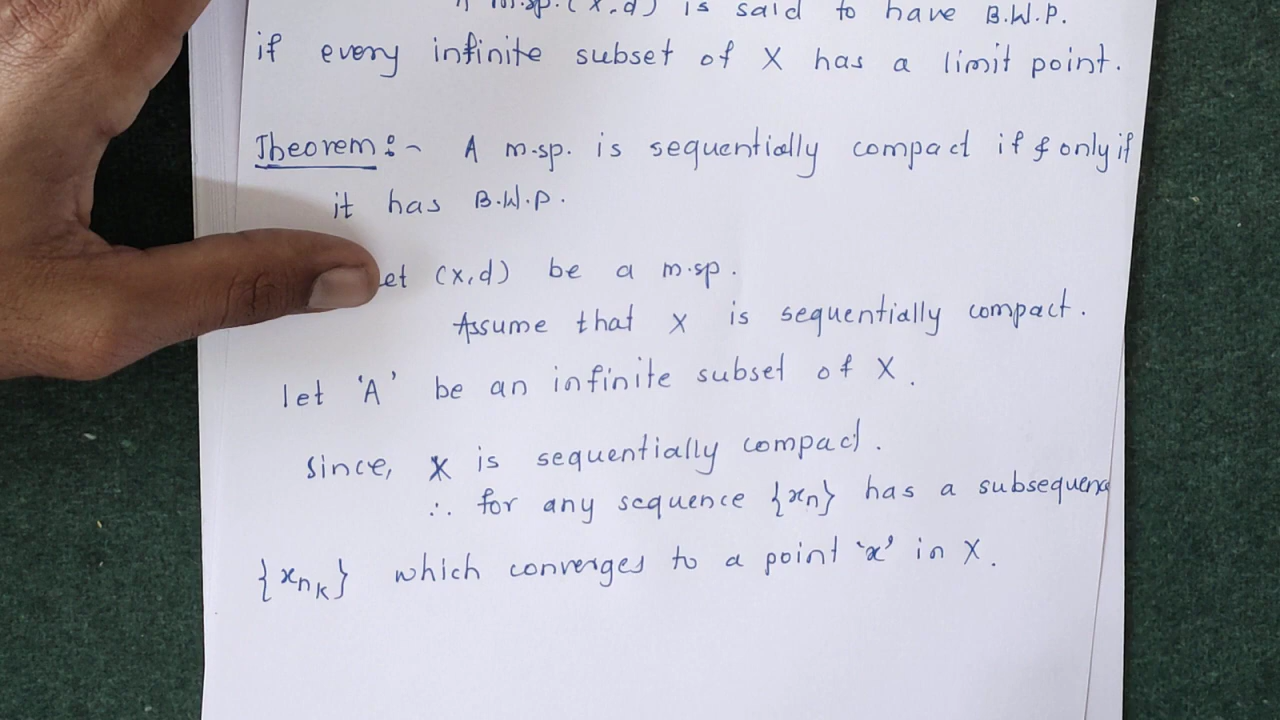 A m.sp. (X,d) is said to have B.W.P.
if every infinite subset of X has a limit point.
Theorem :- A m.sp. is sequentially compact if & only if
it has B.W.P.
et (X,d) be a m.sp.
Assume that X is sequentially compact.
let 'A' be an infinite subset of X.
since, X is sequentially compact.
∴ for any sequence {xn} has a subsequence
{xnk} which converges to a point 'x' in X.